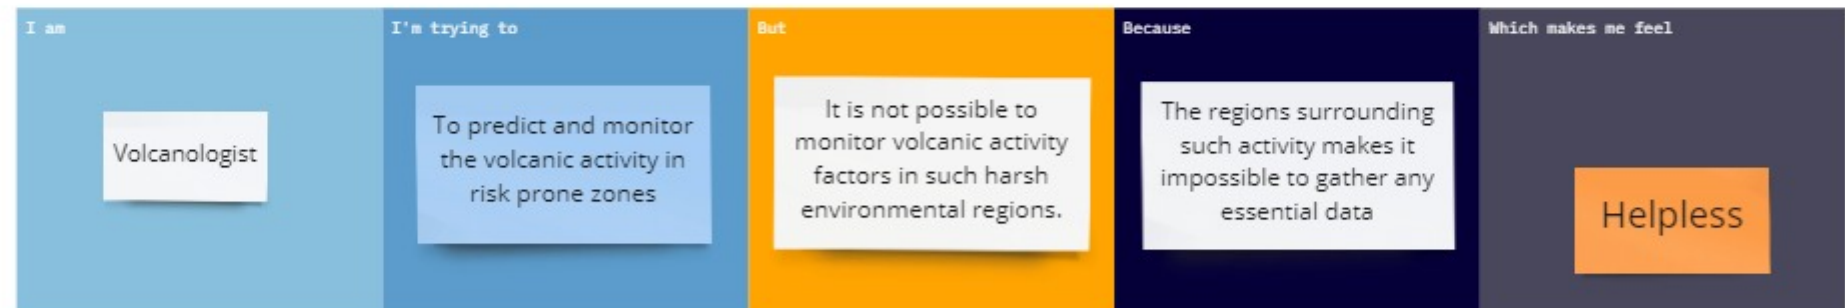 I am
Volcanologist
I'm trying to
To predict and monitor
the volcanic activity in
risk prone zones
But
It is not possible to
monitor volcanic activity
factors in such harsh
environmental regions.
Because
The regions surrounding
such activity makes it
impossible to gather any
essential data
Which makes me feel
Helpless